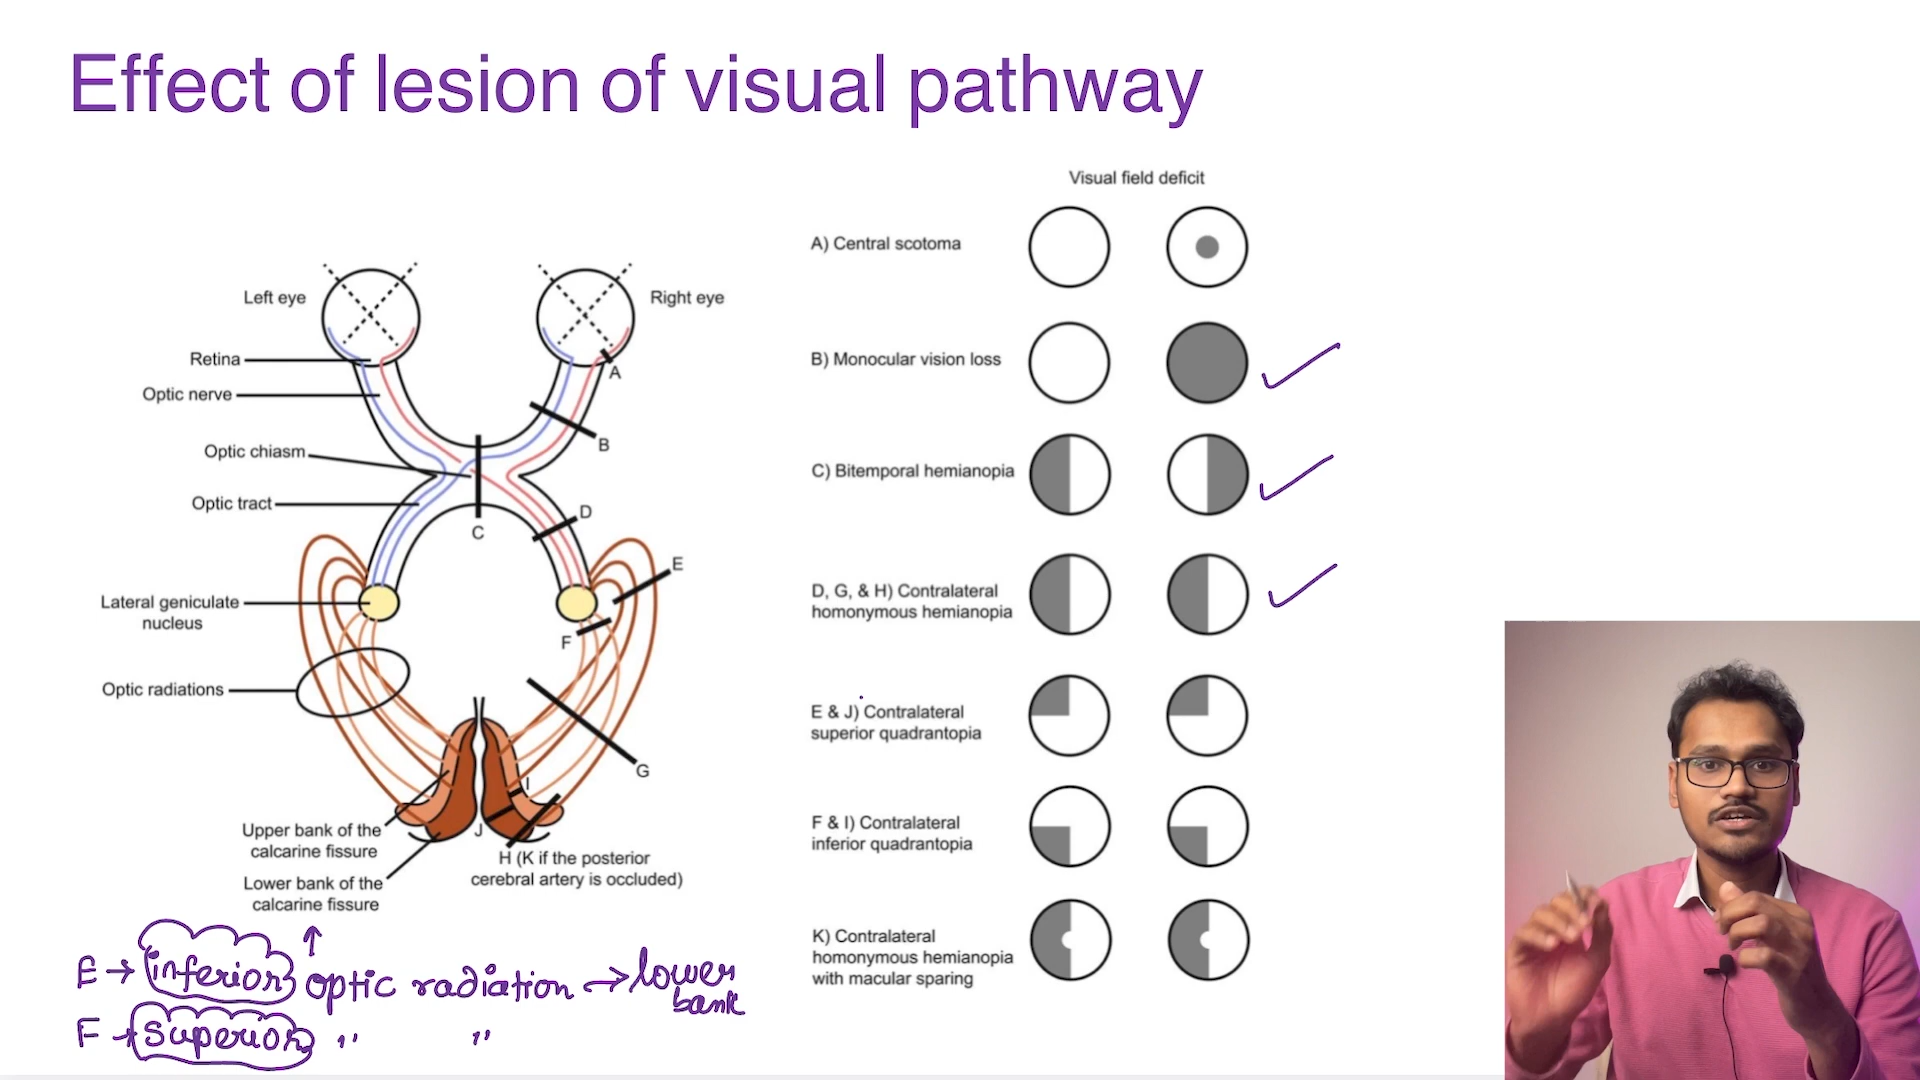 Effect of lesion of visual pathway
Left eye
Right eye
Retina
Optic nerve
Optic chiasm
Optic tract
Lateral geniculate
nucleus
Optic radiations
Upper bank of the
calcarine fissure
Lower bank of the
calcarine fissure
A
B
C
D
E
F
G
I
J
H (K if the posterior
cerebral artery is occluded)
E → inferior optic radiation → lower
bank
F → superior " "
Visual field deficit
A) Central scotoma
B) Monocular vision loss
C) Bitemporal hemianopia
D, G, & H) Contralateral
homonymous hemianopia
E & J) Contralateral
superior quadrantopia
F & I) Contralateral
inferior quadrantopia
K) Contralateral
homonymous hemianopia
with macular sparing